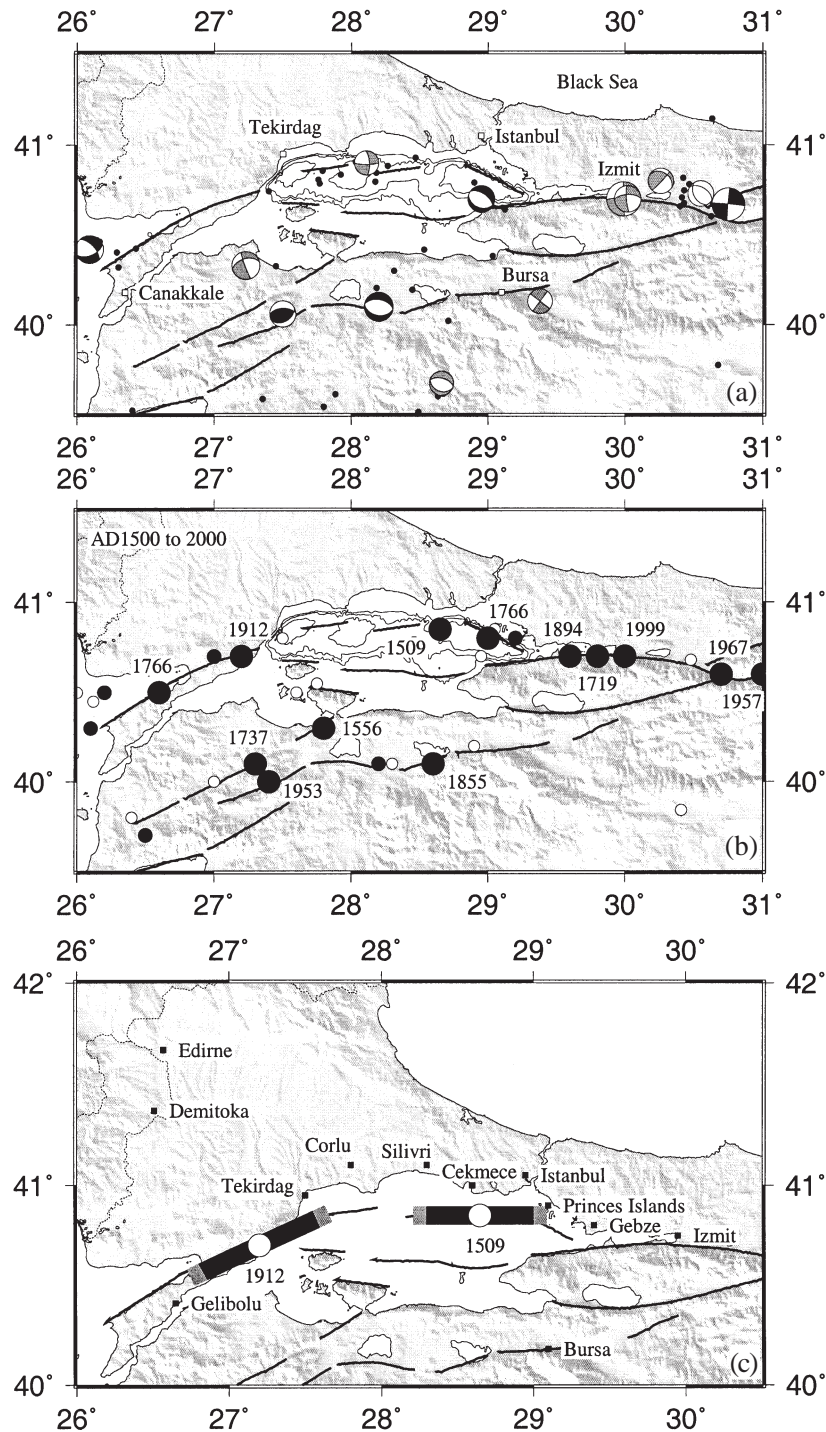 26˚ 27˚ 28˚ 29˚ 30˚ 31˚
Black Sea
Tekirdag
Istanbul
41˚ 41˚
Izmit
Bursa
Canakkale
40˚ 40˚
(a)
26˚ 27˚ 28˚ 29˚ 30˚ 31˚
26˚ 27˚ 28˚ 29˚ 30˚ 31˚
AD1500 to 2000
41˚ 41˚
1766
1912 1894 1999
1509
1967
1766
1719
1957
1737 1556
40˚ 40˚
1953 1855
(b)
26˚ 27˚ 28˚ 29˚ 30˚ 31˚
26˚ 27˚ 28˚ 29˚ 30˚
42˚ 42˚
Edirne
Demitoka
Corlu Silivri
Cekmece Istanbul
41˚ 41˚
Tekirdag
Princes Islands
Gebze
Izmit
1509
1912
Gelibolu
Bursa
(c)
40˚ 40˚
26˚ 27˚ 28˚ 29˚ 30˚